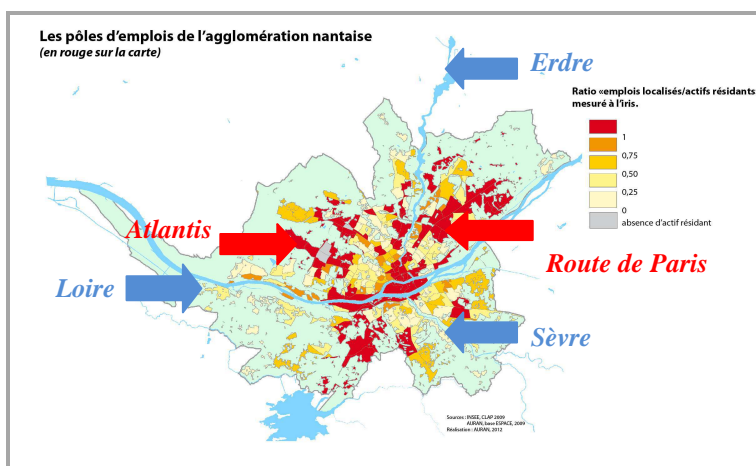 Les pôles d'emplois de l'agglomération nantaise
(en rouge sur la carte)
Erdre
Ratio «emplois localisés/actifs résidants
mesuré à l'iris.
1
0,75
0,50
0,25
0
absence d'actif résidant
Atlantis
Route de Paris
Loire
Sèvre
Sources : INSEE, CLAP 2009
AURAN, base ESPACE, 2009
Réalisation : AURAN, 2012